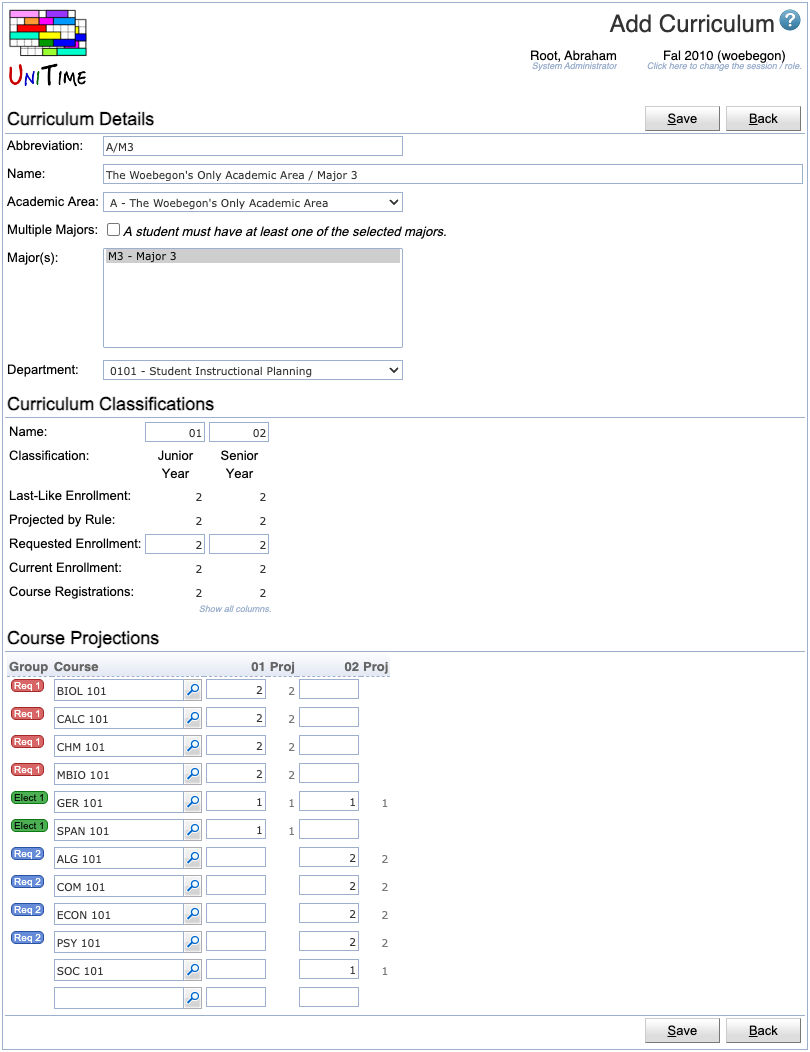 Add Curriculum ?
UNITIME
Root, Abraham Fal 2010 (woebegon)
System Administrator Click here to change the session / role.
Curriculum Details Save Back
Abbreviation: A/M3
Name: The Woebegon's Only Academic Area / Major 3
Academic Area: A - The Woebegon's Only Academic Area
Multiple Majors: A student must have at least one of the selected majors.
Major(s): M3 - Major 3
Department: 0101 - Student Instructional Planning
Curriculum Classifications
Name: 01 02
Classification: Junior Senior
Year Year
Last-Like Enrollment: 2 2
Projected by Rule: 2 2
Requested Enrollment: 2 2
Current Enrollment: 2 2
Course Registrations: 2 2
Show all columns.
Course Projections
Group Course 01 Proj 02 Proj
Req 1 BIOL 101 2 2
Req 1 CALC 101 2 2
Req 1 CHM 101 2 2
Req 1 MBIO 101 2 2
Elect 1 GER 101 1 1 1 1
Elect 1 SPAN 101 1 1
Req 2 ALG 101 2 2
Req 2 COM 101 2 2
Req 2 ECON 101 2 2
Req 2 PSY 101 2 2
SOC 101 1 1
Save Back